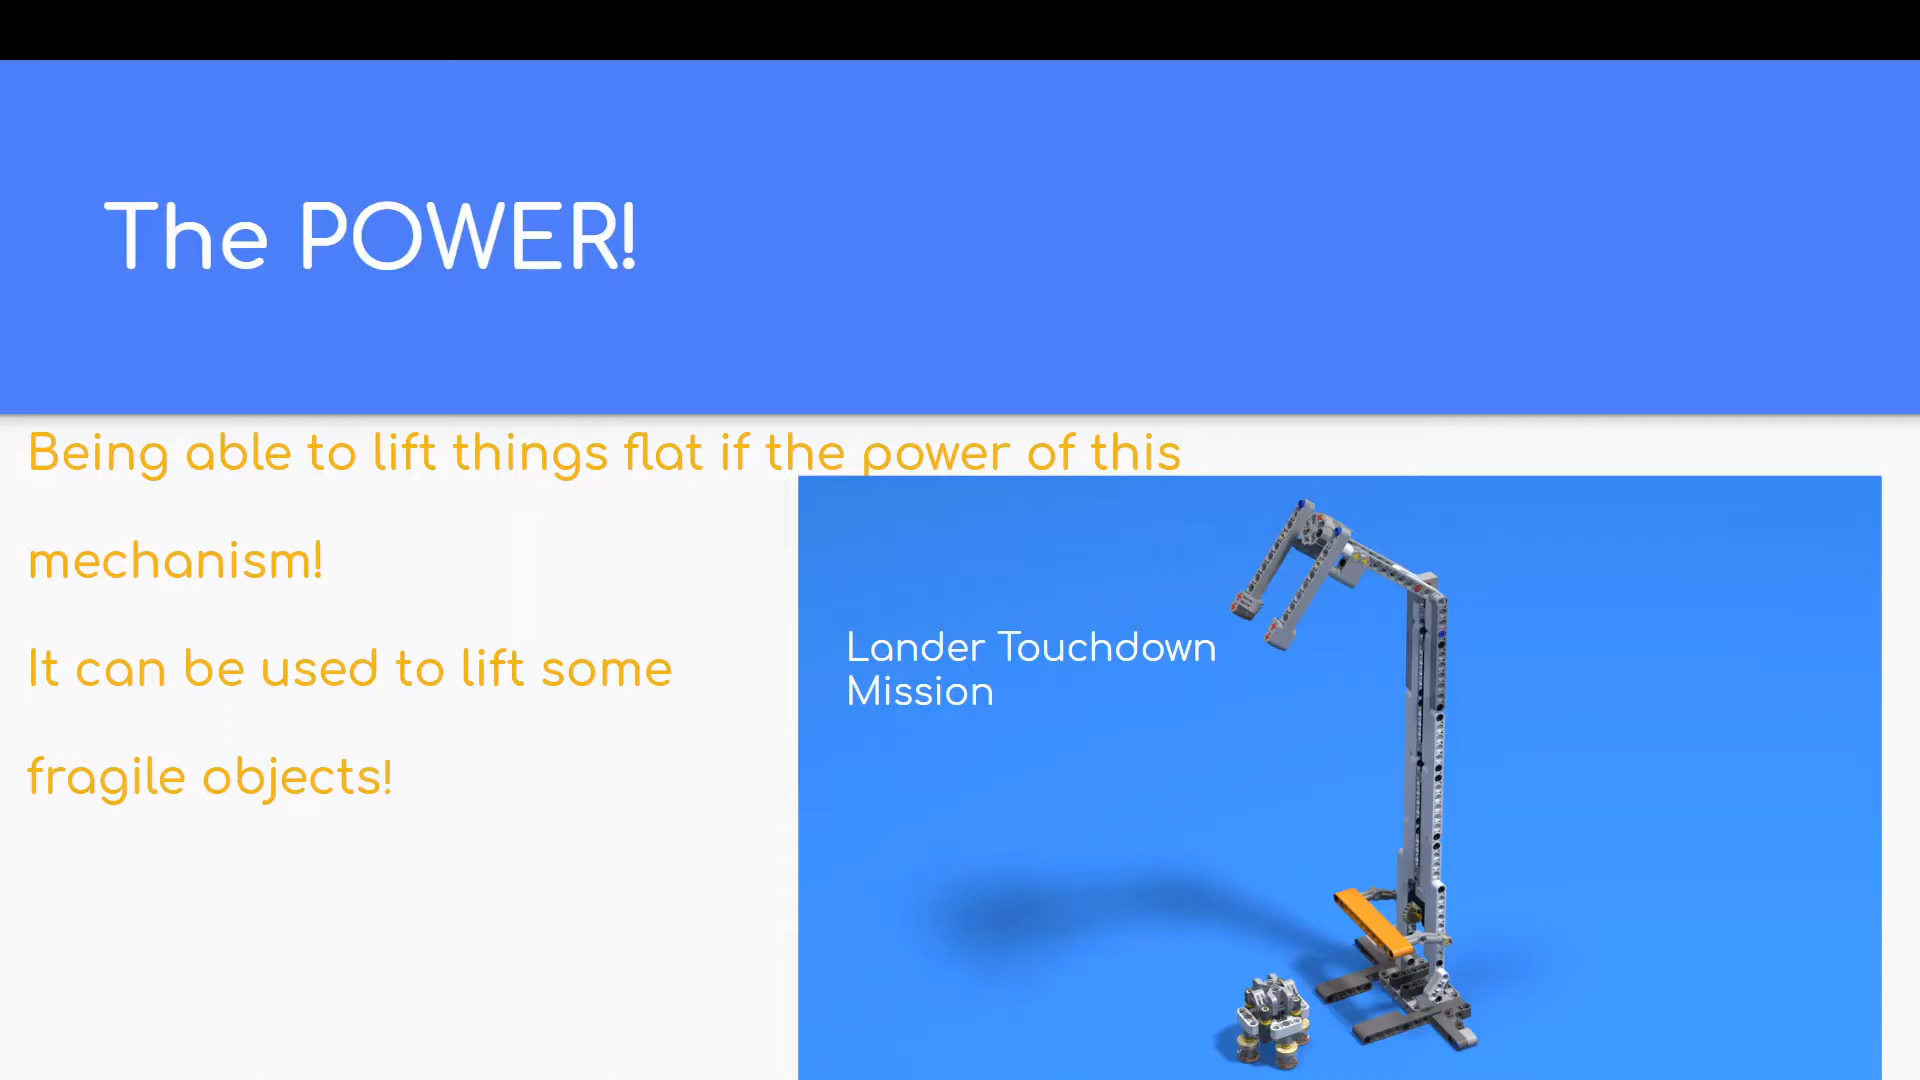 The POWER!
Being able to lift things flat if the power of this
mechanism!
It can be used to lift some
fragile objects!
Lander Touchdown
Mission